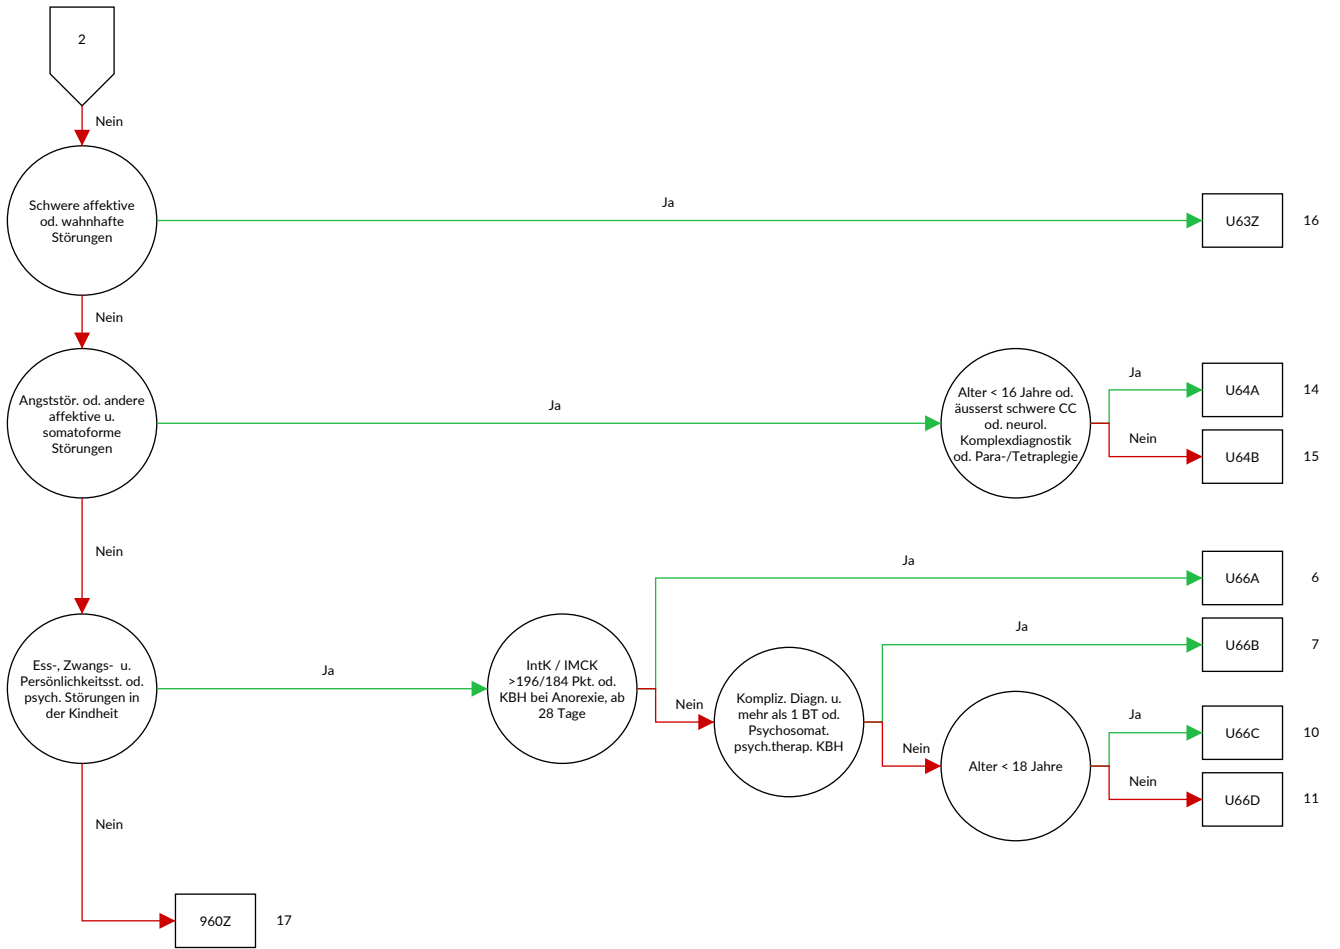 2
Nein
Schwere affektive
od. wahnhafte
Störungen
Ja
U63Z
16
Nein
Angststör. od. andere
affektive u.
somatoforme
Störungen
Ja
Alter < 16 Jahre od.
äusserst schwere CC
od. neurol.
Komplexdiagnostik
od. Para-/Tetraplegie
Ja
U64A
14
Nein
U64B
15
Nein
Ess-, Zwangs- u.
Persönlichkeitsst. od.
psych. Störungen in
der Kindheit
Ja
IntK / IMCK
>196/184 Pkt. od.
KBH bei Anorexie, ab
28 Tage
Ja
U66A
6
Nein
Kompliz. Diagn. u.
mehr als 1 BT od.
Psychosomat.
psych.therap. KBH
Ja
U66B
7
Nein
Alter < 18 Jahre
Ja
U66C
10
Nein
U66D
11
Nein
960Z
17